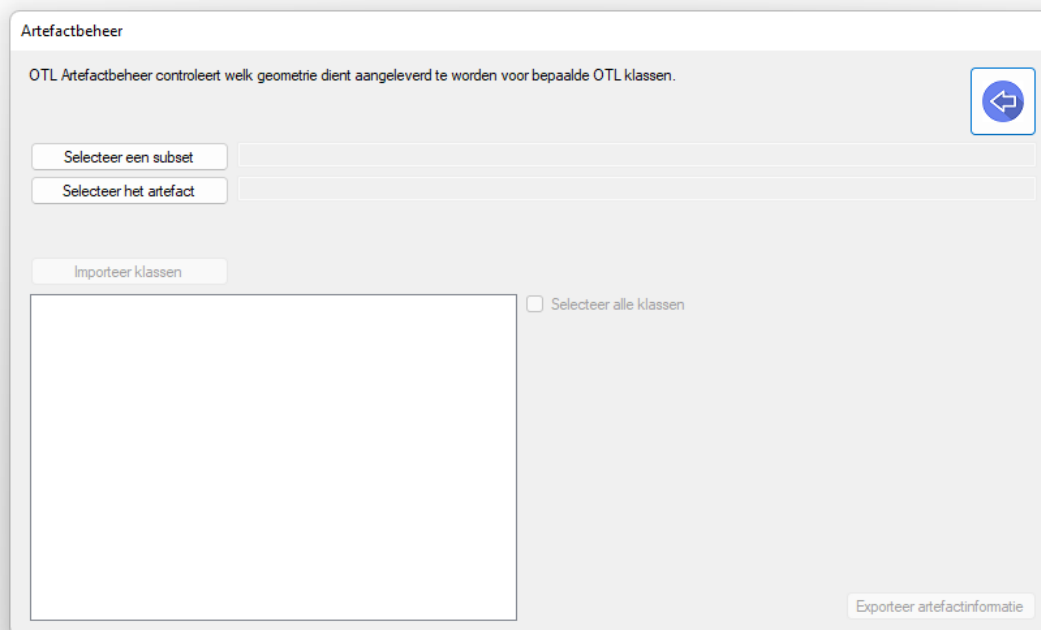 Artefactbeheer
OTL Artefactbeheer controleert welk geometrie dient aangeleverd te worden voor bepaalde OTL klassen.
Selecteer een subset
Selecteer het artefact
Importeer klassen
Selecteer alle klassen
Exporteer artefactinformatie